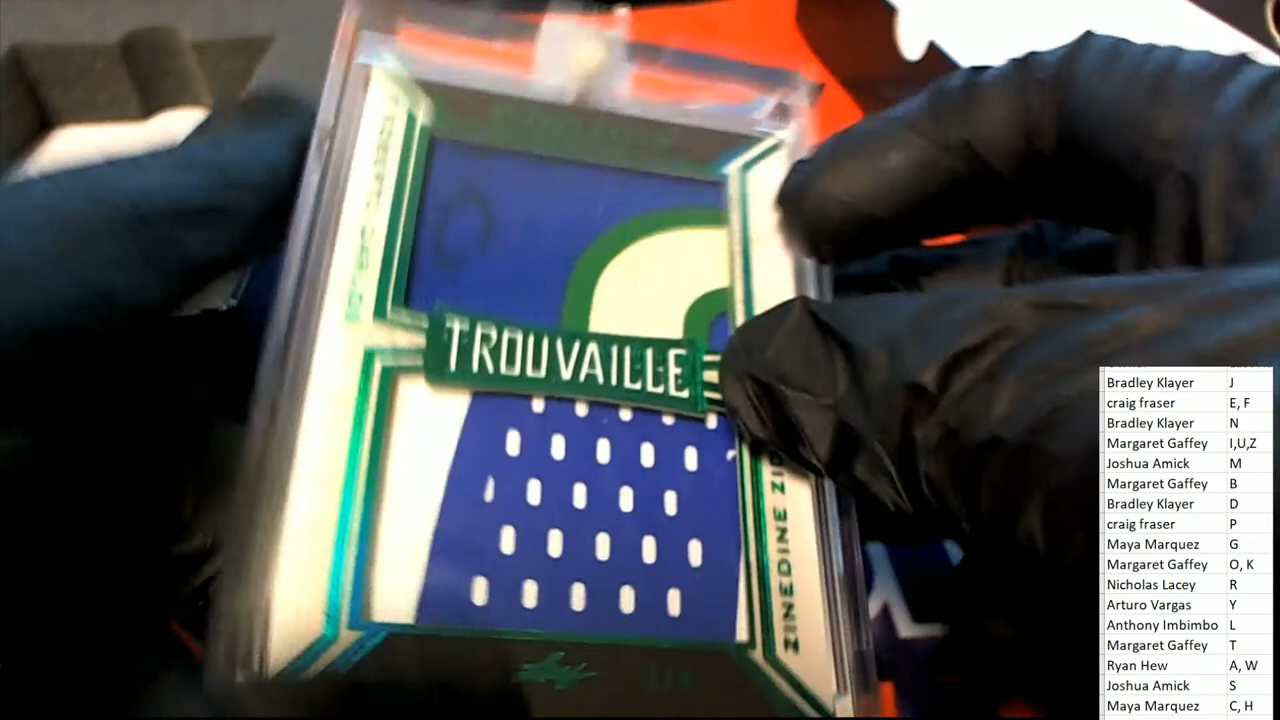 TROUVAILLE
ZINEDINE
Bradley Klayer J
craig fraser E, F
Bradley Klayer N
Margaret Gaffey I,U,Z
Joshua Amick M
Margaret Gaffey B
Bradley Klayer D
craig fraser P
Maya Marquez G
Margaret Gaffey O, K
Nicholas Lacey R
Arturo Vargas Y
Anthony Imbimbo L
Margaret Gaffey T
Ryan Hew A, W
Joshua Amick S
Maya Marquez C, H